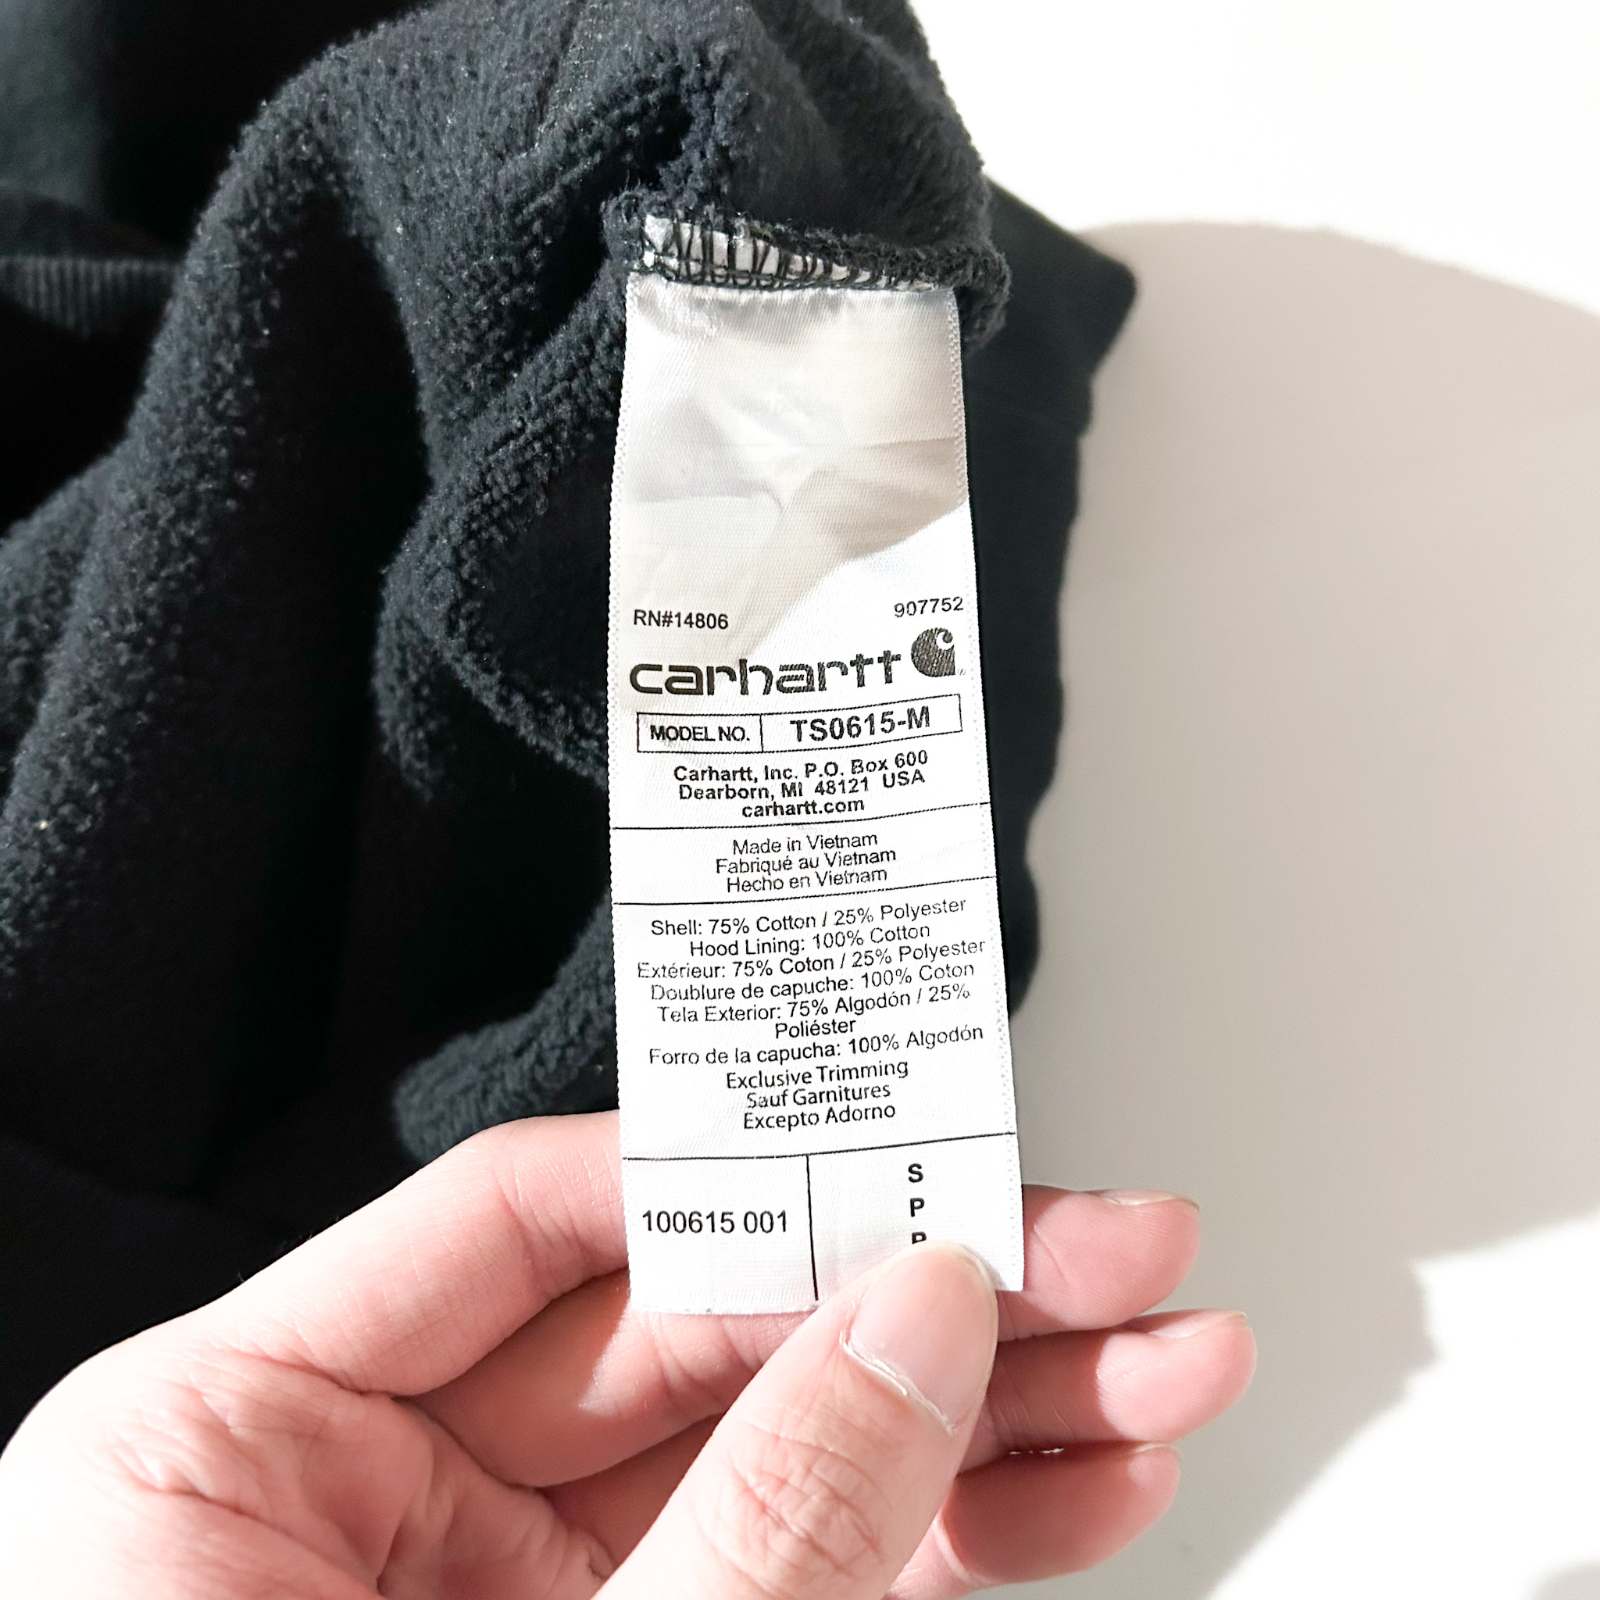 RN#14806 907752
carhartt
MODEL NO. TS0615-M
Carhartt, Inc. P.O. Box 600
Dearborn, MI 48121 USA
carhartt.com
Made in Vietnam
Fabriqué au Vietnam
Hecho en Vietnam
Shell: 75% Cotton / 25% Polyester
Hood Lining: 100% Cotton
Extérieur: 75% Coton / 25% Polyester
Doublure de capuche: 100% Coton
Tela Exterior: 75% Algodón / 25%
Poliéster
Forro de la capucha: 100% Algodón
Exclusive Trimming
Sauf Garnitures
Excepto Adorno
100615 001
S
P